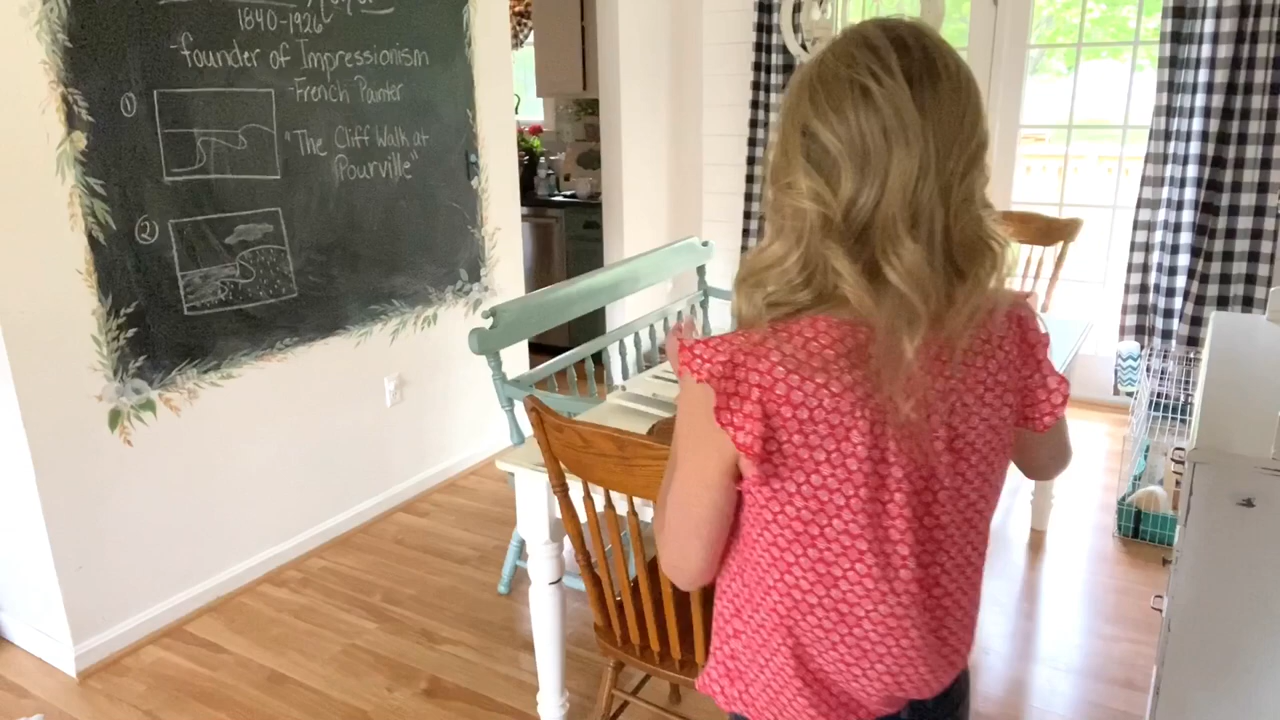 1840-1926
-founder of Impressionism
-French Painter
①
"The Cliff Walk at
Pourville"
②